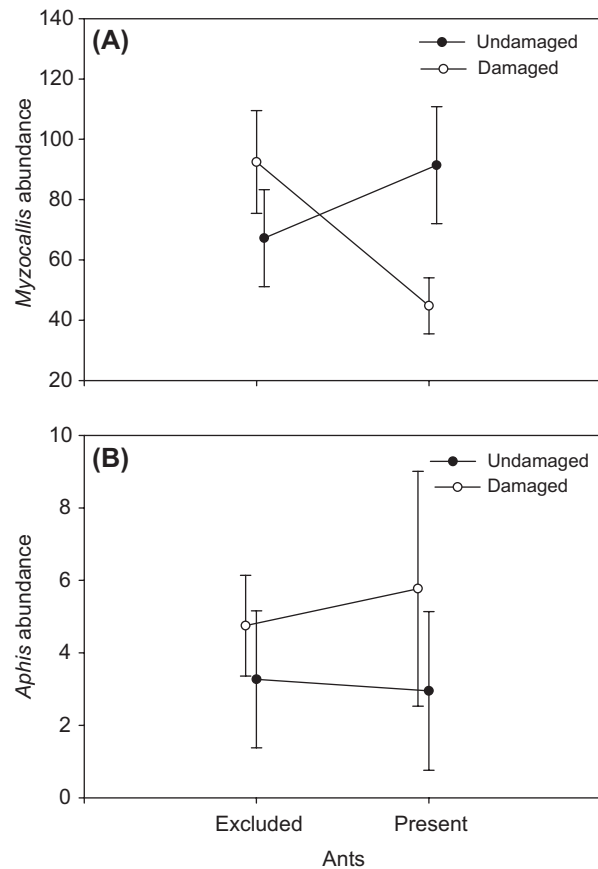 (A)
Undamaged
Damaged
140
120
100
80
60
40
20
Myzocallis abundance
(B)
Undamaged
Damaged
10
8
6
4
2
0
Aphis abundance
Excluded Present
Ants